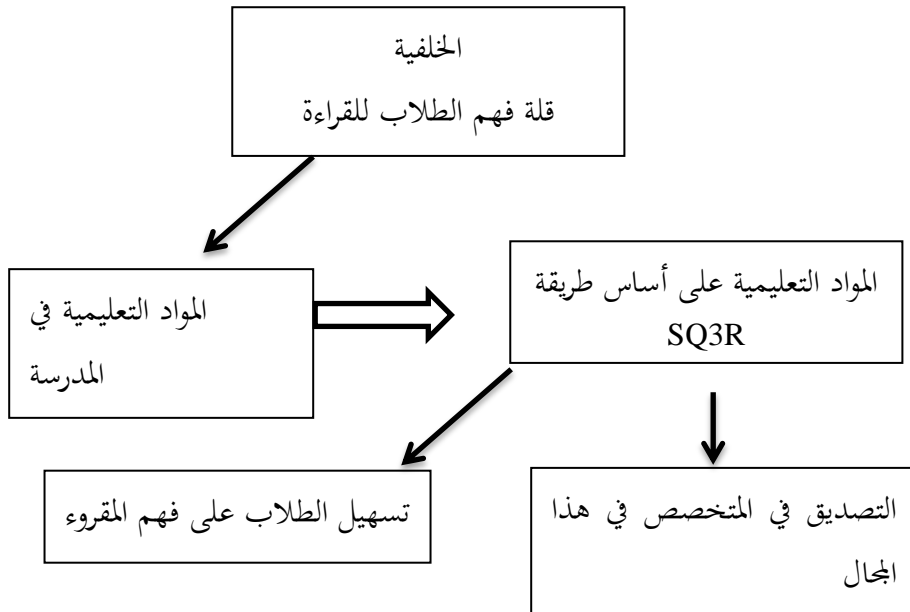 الخلفية
قلة فهم الطلاب للقراءة
المواد التعليمية على أساس طريقة
SQ3R
المواد التعليمية في
المدرسة
تسهيل الطلاب على فهم المقروء
التصديق في المتخصص في هذا
المجال